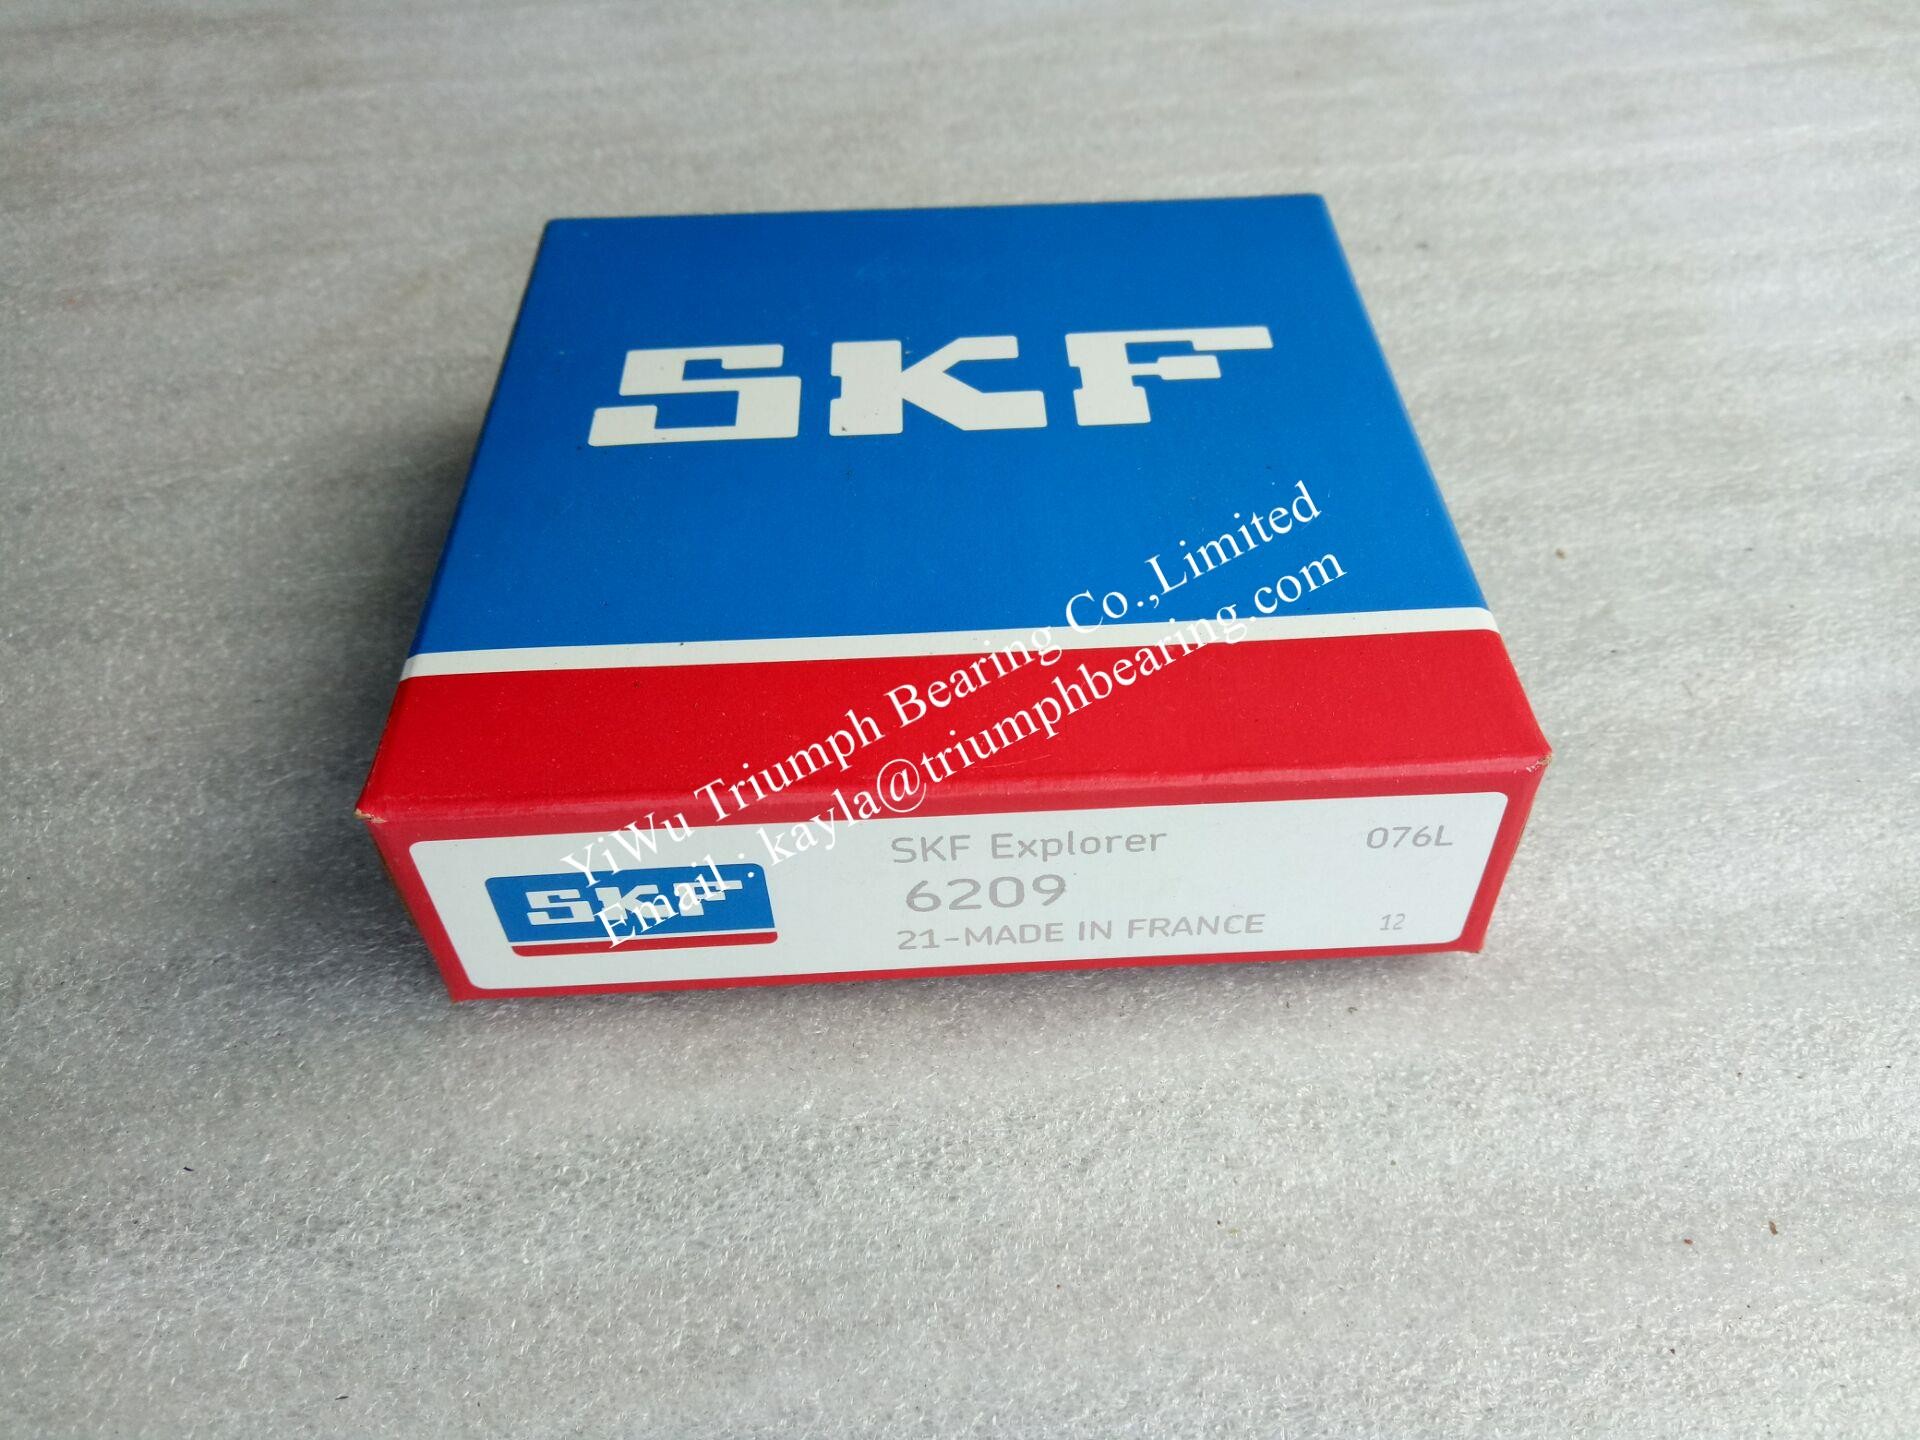 SKF
YiWu Triumph Bearing Co.,Limited
Email : kayla@triumphbearing.com
SKF
SKF Explorer
076L
6209
21-MADE IN FRANCE
12